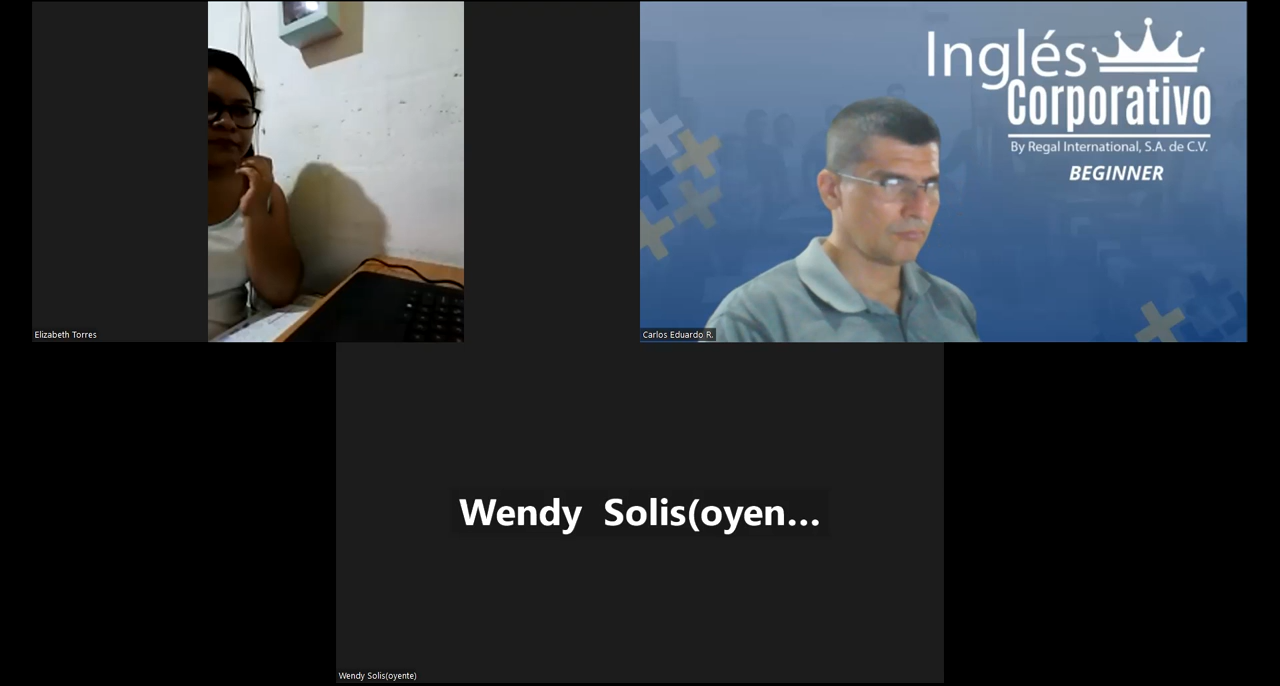 Inglés
Corporativo
By Regal International, S.A. de C.V.
BEGINNER
Elizabeth Torres
Carlos Eduardo R.
Wendy Solis(oyen...
Wendy Solis(oyente)